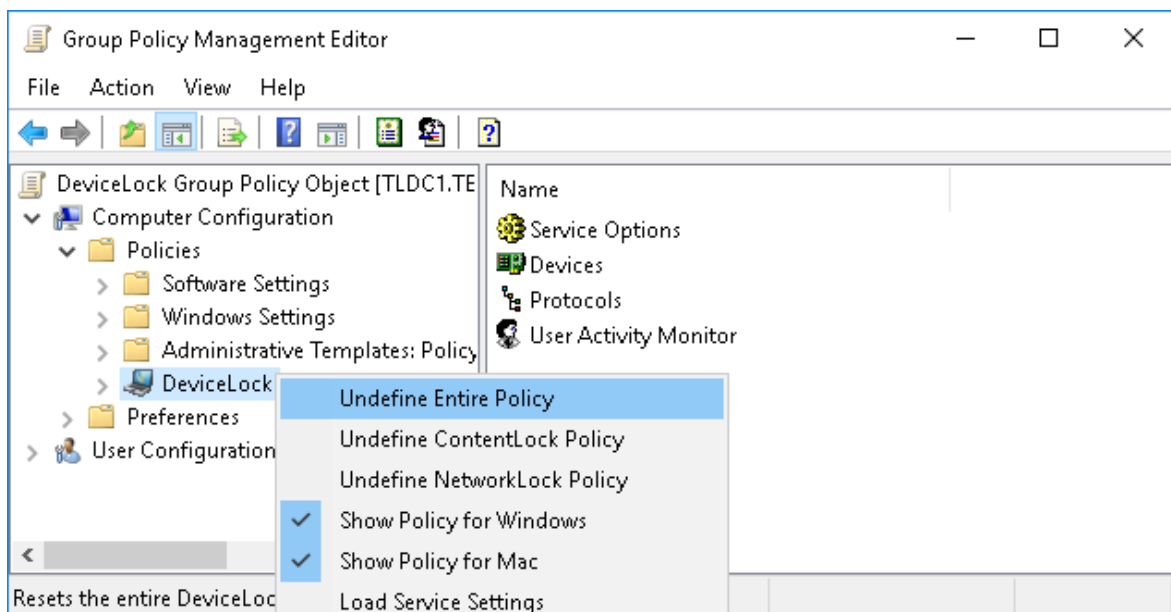 Group Policy Management Editor
File Action View Help
DeviceLock Group Policy Object [TLDC1.TE
Computer Configuration
Policies
Software Settings
Windows Settings
Administrative Templates: Policy
DeviceLock
Preferences
User Configuration
Name
Service Options
Devices
Protocols
User Activity Monitor
Undefine Entire Policy
Undefine ContentLock Policy
Undefine NetworkLock Policy
Show Policy for Windows
Show Policy for Mac
Load Service Settings
Resets the entire DeviceLoc